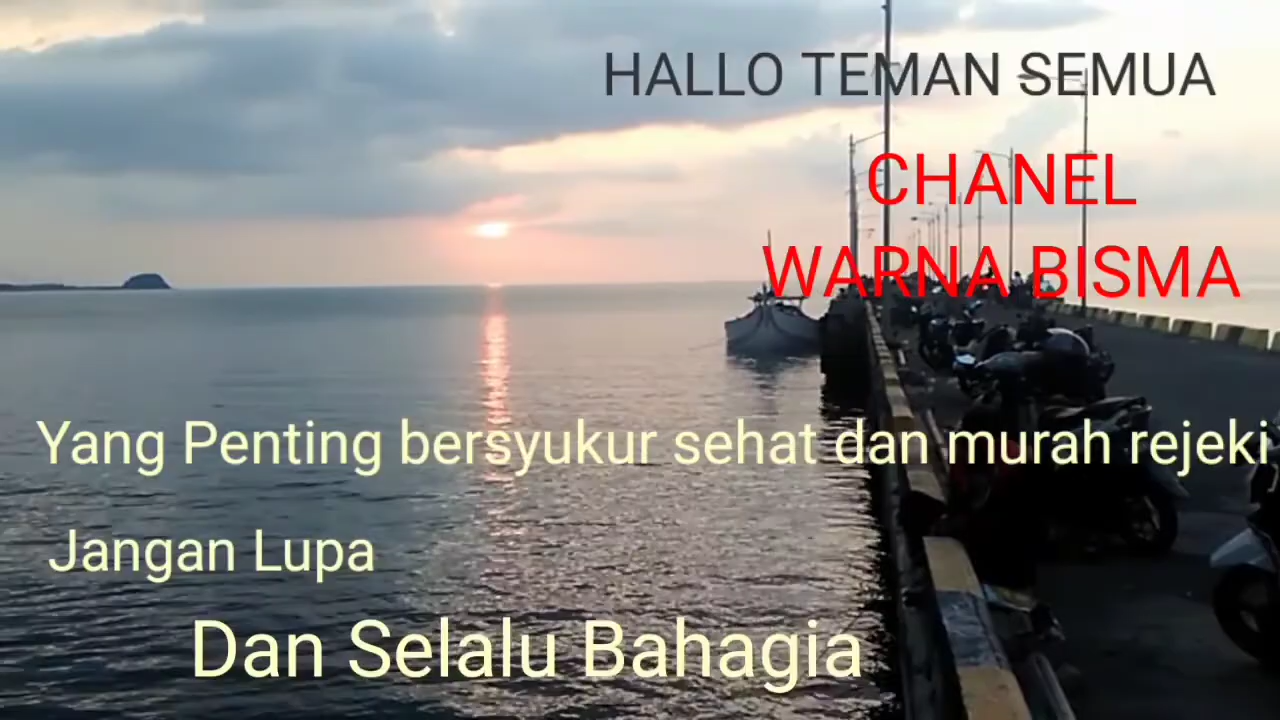 HALLO TEMAN SEMUA
CHANEL
WARNA BISMA
Yang Penting bersyukur sehat dan murah rejeki
Jangan Lupa
Dan Selalu Bahagia